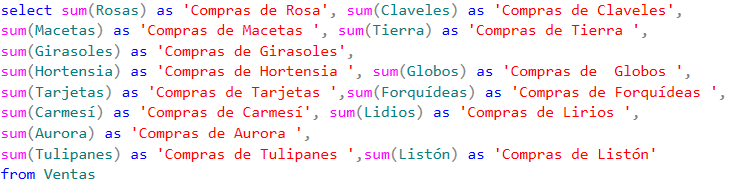 select sum(Rosas) as 'Compras de Rosa', sum(Claveles) as 'Compras de Claveles',
sum(Macetas) as 'Compras de Macetas ', sum(Tierra) as 'Compras de Tierra ',
sum(Girasoles) as 'Compras de Girasoles',
sum(Hortensia) as 'Compras de Hortensia ', sum(Globos) as 'Compras de  Globos ',
sum(Tarjetas) as 'Compras de Tarjetas ',sum(Forquídeas) as 'Compras de Forquídeas ',
sum(Carmesí) as 'Compras de Carmesí', sum(Lidios) as 'Compras de Lirios ',
sum(Aurora) as 'Compras de Aurora ',
sum(Tulipanes) as 'Compras de Tulipanes ',sum(Listón) as 'Compras de Listón'
from Ventas